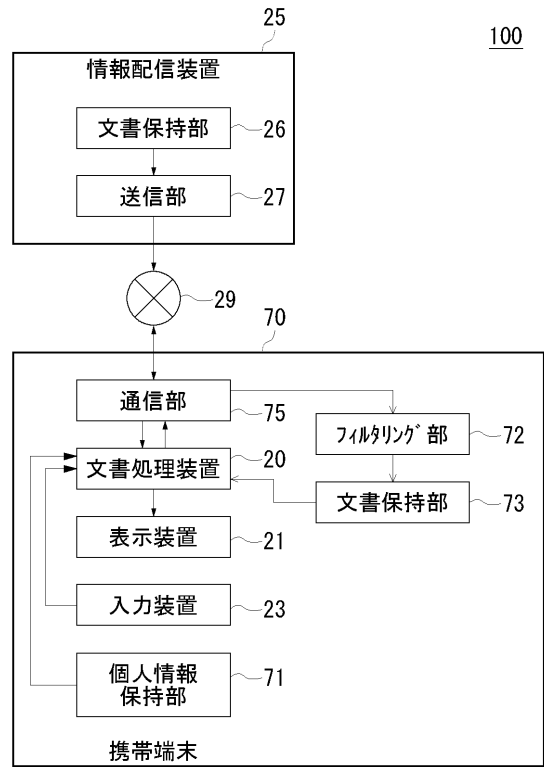 25
100
情報配信装置
文書保持部
26
送信部
27
29
70
通信部
75
フィルタリング部
72
文書処理装置
20
文書保持部
73
表示装置
21
入力装置
23
個人情報
保持部
71
携帯端末